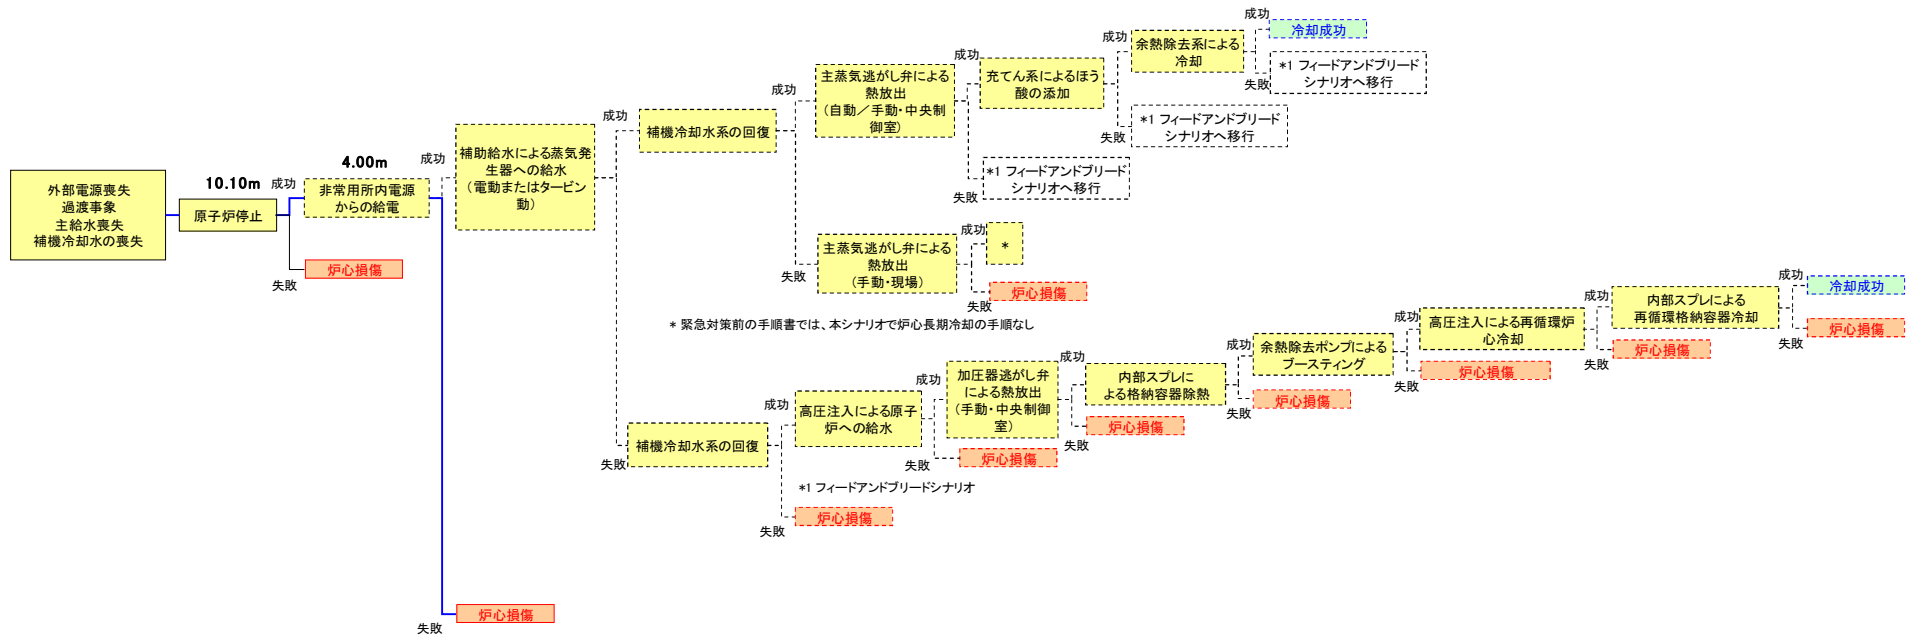 外部電源喪失
過渡事象
主給水喪失
補機冷却水の喪失
10.10m
原子炉停止
成功
失敗
炉心損傷
4.00m
非常用所内電源
からの給電
成功
失敗
炉心損傷
補助給水による蒸気発
生器への給水
(電動またはタービン
動)
成功
失敗
補機冷却水系の回復
成功
失敗
主蒸気逃がし弁による
熱放出
(自動/手動・中央制
御室)
成功
失敗
充てん系によるほう
酸の添加
成功
失敗
余熱除去系による
冷却
成功
失敗
冷却成功
*1 フィードアンドブリード
シナリオへ移行
*1 フィードアンドブリード
シナリオへ移行
*1 フィードアンドブリード
シナリオへ移行
主蒸気逃がし弁による
熱放出
(手動・現場)
成功
失敗
*
炉心損傷
* 緊急対策前の手順書では、本シナリオで炉心長期冷却の手順なし
補機冷却水系の回復
成功
失敗
炉心損傷
*1 フィードアンドブリードシナリオ
高圧注入による原子
炉への給水
成功
失敗
炉心損傷
加圧器逃がし弁
による熱放出
(手動・中央制御
室)
成功
失敗
炉心損傷
内部スプレに
よる格納容器除熱
成功
失敗
炉心損傷
余熱除去ポンプによる
ブースティング
成功
失敗
炉心損傷
高圧注入による再循環炉
心冷却
成功
失敗
炉心損傷
内部スプレによる
再循環格納容器冷却
成功
失敗
冷却成功
炉心損傷